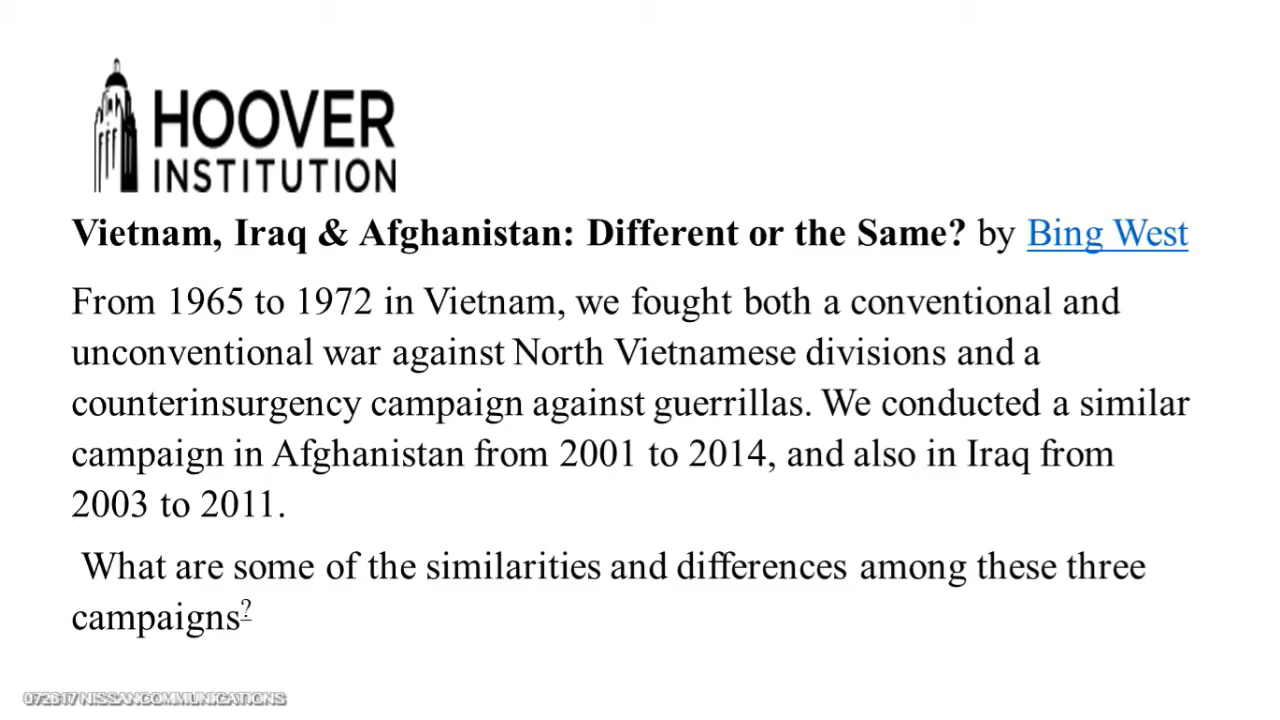 HOOVER
INSTITUTION
Vietnam, Iraq & Afghanistan: Different or the Same? by Bing West
From 1965 to 1972 in Vietnam, we fought both a conventional and
unconventional war against North Vietnamese divisions and a
counterinsurgency campaign against guerrillas. We conducted a similar
campaign in Afghanistan from 2001 to 2014, and also in Iraq from
2003 to 2011.
What are some of the similarities and differences among these three
campaigns?
072617 NISSANCOMMUNICATIONS